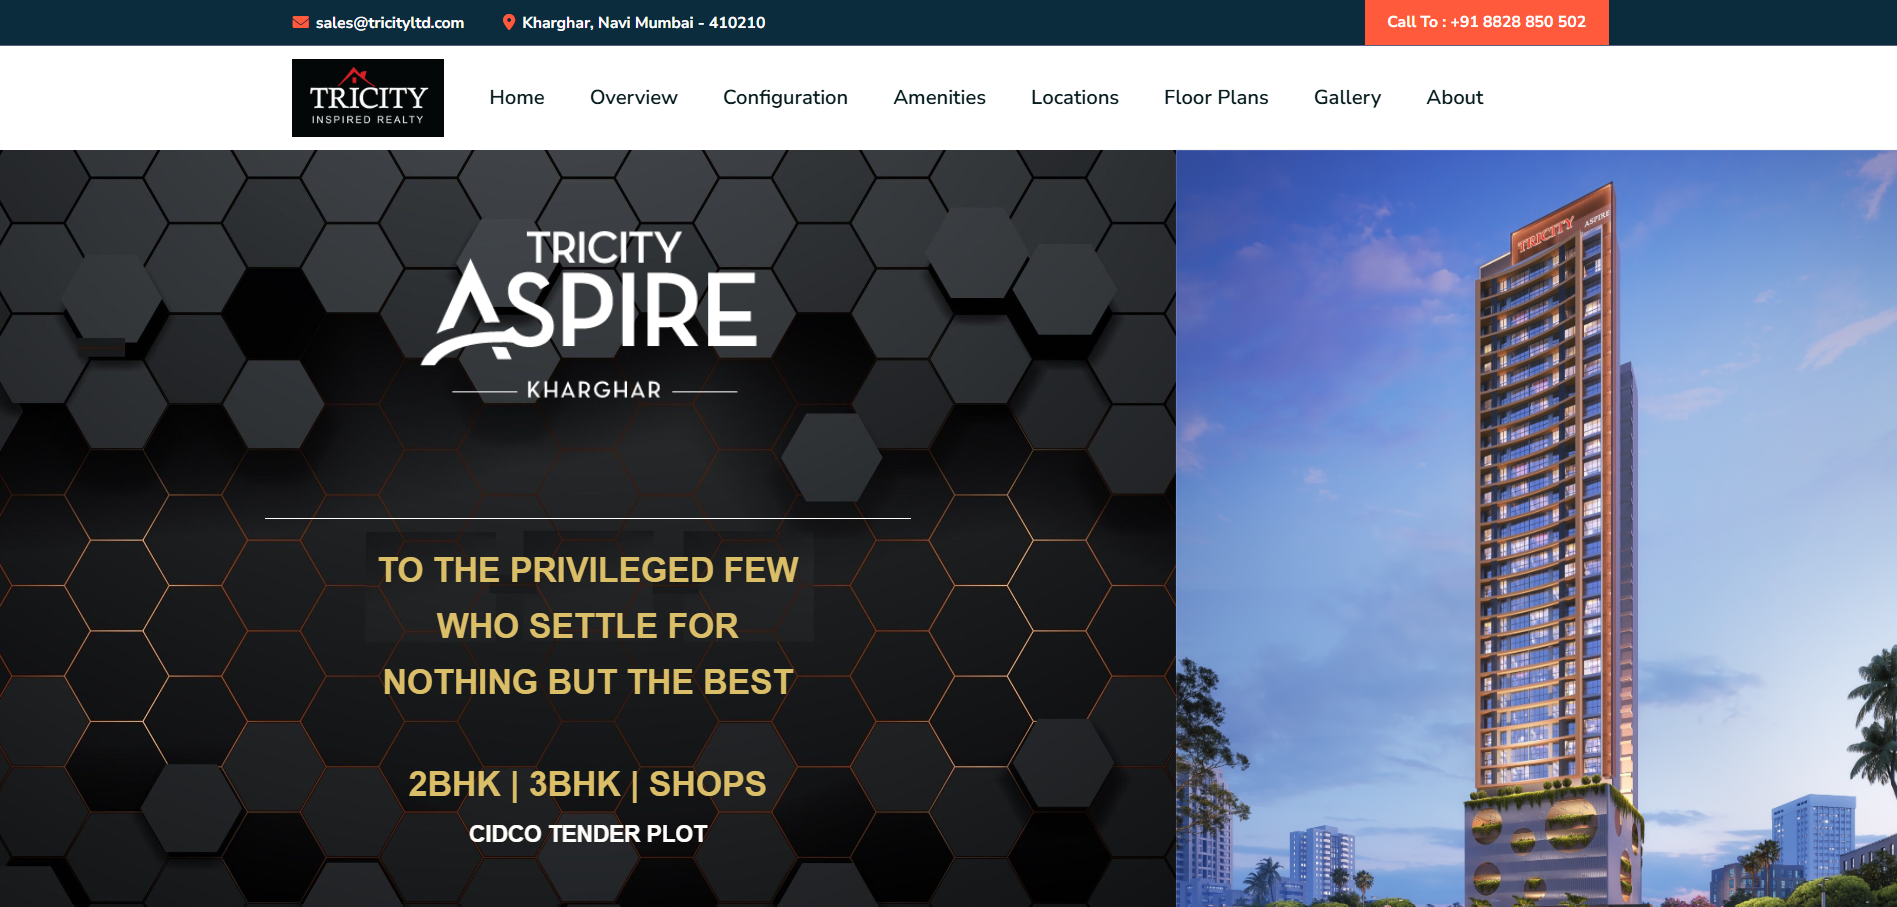 sales@tricityltd.com
Kharghar, Navi Mumbai - 410210
Call To : +91 8828 850 502
TRICITY
INSPIRED REALTY
Home
Overview
Configuration
Amenities
Locations
Floor Plans
Gallery
About
TRICITY
ASPIRE
KHARGHAR
TRICITY ASPIRE
TO THE PRIVILEGED FEW
WHO SETTLE FOR
NOTHING BUT THE BEST
2BHK | 3BHK | SHOPS
CIDCO TENDER PLOT